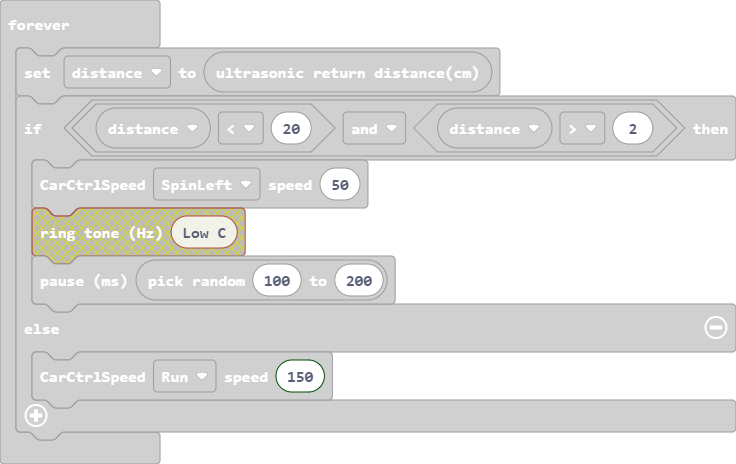 forever
set distance to ultrasonic return distance(cm)
if distance < 20 and distance > 2 then
CarCtrlSpeed SpinLeft speed 50
ring tone (Hz) Low C
pause (ms) pick random 100 to 200
else
CarCtrlSpeed Run speed 150